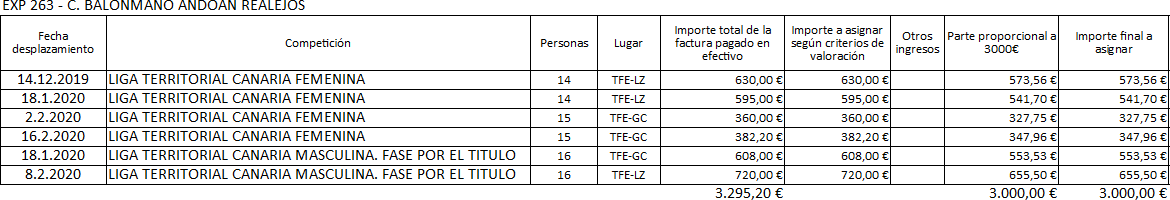 EXP 263 - C. BALONMANO ANDOAN REALEJOS
Fecha desplazamiento Competición Personas Lugar Importe total de la factura pagado en efectivo Importe a asignar según criterios de valoración Otros ingresos Parte proporcional a 3000€ Importe final a asignar
14.12.2019 LIGA TERRITORIAL CANARIA FEMENINA 14 TFE-LZ 630,00 € 630,00 € 573,56 € 573,56 €
18.1.2020 LIGA TERRITORIAL CANARIA FEMENINA 14 TFE-LZ 595,00 € 595,00 € 541,70 € 541,70 €
2.2.2020 LIGA TERRITORIAL CANARIA FEMENINA 15 TFE-GC 360,00 € 360,00 € 327,75 € 327,75 €
16.2.2020 LIGA TERRITORIAL CANARIA FEMENINA 15 TFE-GC 382,20 € 382,20 € 347,96 € 347,96 €
18.1.2020 LIGA TERRITORIAL CANARIA MASCULINA. FASE POR EL TITULO 16 TFE-GC 608,00 € 608,00 € 553,53 € 553,53 €
8.2.2020 LIGA TERRITORIAL CANARIA MASCULINA. FASE POR EL TITULO 16 TFE-LZ 720,00 € 720,00 € 655,50 € 655,50 €
3.295,20 € 3.000,00 € 3.000,00 €